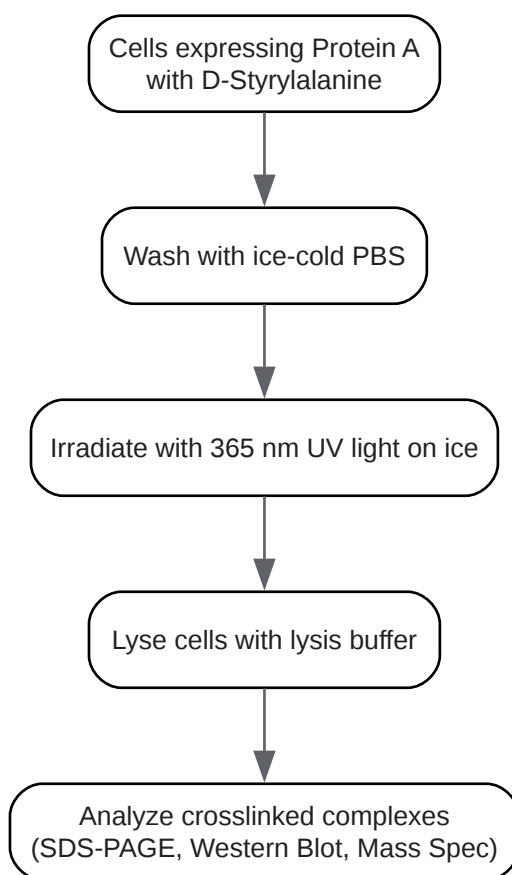 Cells expressing Protein A
with D-Styrylalanine
Wash with ice-cold PBS
Irradiate with 365 nm UV light on ice
Lyse cells with lysis buffer
Analyze crosslinked complexes
(SDS-PAGE, Western Blot, Mass Spec)